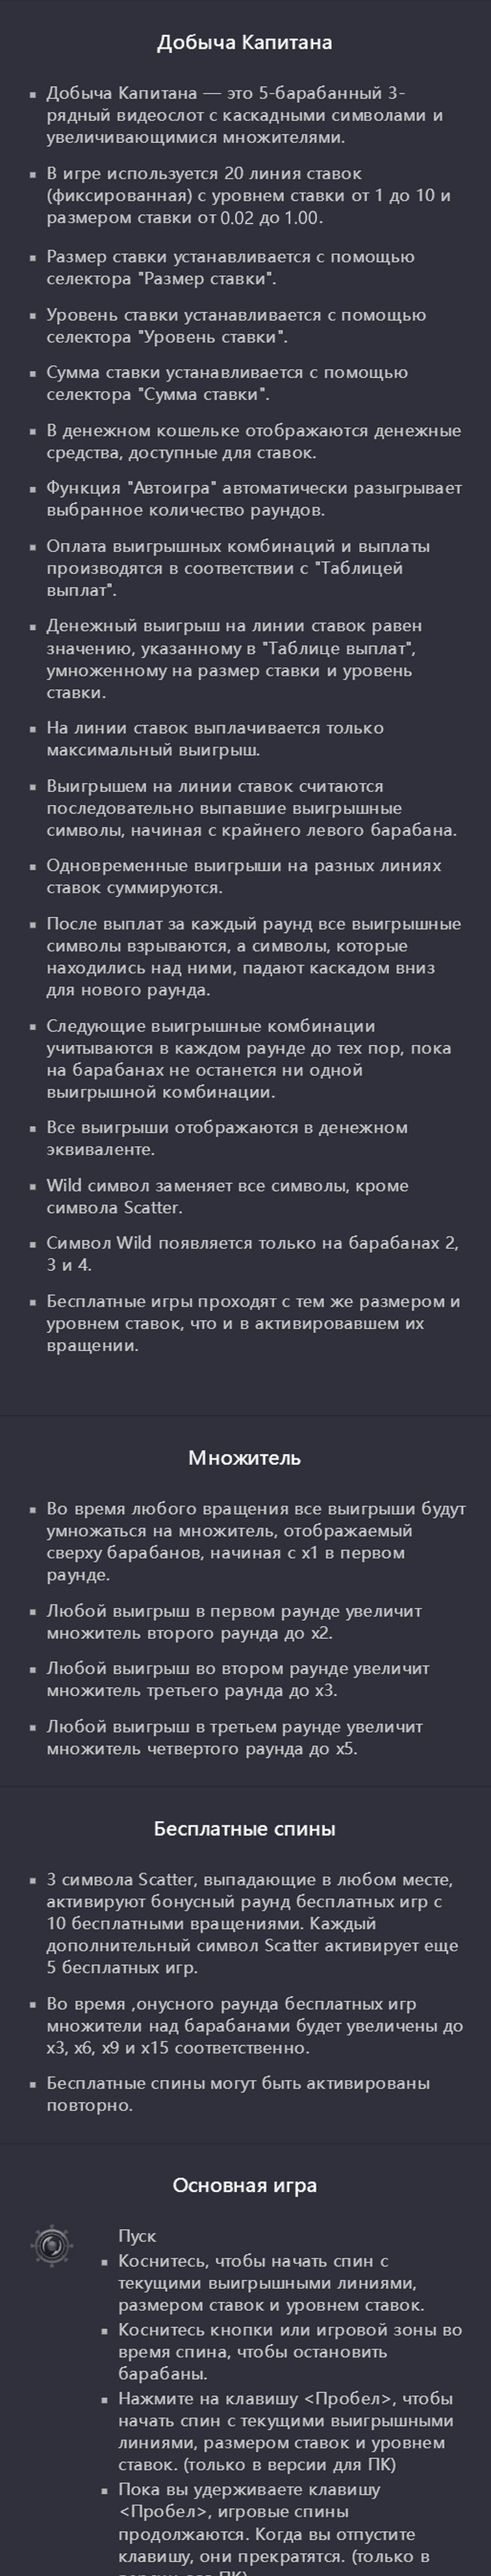 Добыча Капитана
▪ Добыча Капитана — это 5-барабанный 3-
рядный видеослот с каскадными символами и
увеличивающимися множителями.
▪ В игре используется 20 линия ставок
(фиксированная) с уровнем ставки от 1 до 10 и
размером ставки от 0.02 до 1.00.
▪ Размер ставки устанавливается с помощью
селектора "Размер ставки".
▪ Уровень ставки устанавливается с помощью
селектора "Уровень ставки".
▪ Сумма ставки устанавливается с помощью
селектора "Сумма ставки".
▪ В денежном кошельке отображаются денежные
средства, доступные для ставок.
▪ Функция "Автоигра" автоматически разыгрывает
выбранное количество раундов.
▪ Оплата выигрышных комбинаций и выплаты
производятся в соответствии с "Таблицей
выплат".
▪ Денежный выигрыш на линии ставок равен
значению, указанному в "Таблице выплат",
умноженному на размер ставки и уровень
ставки.
▪ На линии ставок выплачивается только
максимальный выигрыш.
▪ Выигрышем на линии ставок считаются
последовательно выпавшие выигрышные
символы, начиная с крайнего левого барабана.
▪ Одновременные выигрыши на разных линиях
ставок суммируются.
▪ После выплат за каждый раунд все выигрышные
символы взрываются, а символы, которые
находились над ними, падают каскадом вниз
для нового раунда.
▪ Следующие выигрышные комбинации
учитываются в каждом раунде до тех пор, пока
на барабанах не останется ни одной
выигрышной комбинации.
▪ Все выигрыши отображаются в денежном
эквиваленте.
▪ Wild символ заменяет все символы, кроме
символа Scatter.
▪ Символ Wild появляется только на барабанах 2,
3 и 4.
▪ Бесплатные игры проходят с тем же размером и
уровнем ставок, что и в активировавшем их
вращении.
Множитель
▪ Во время любого вращения все выигрыши будут
умножаться на множитель, отображаемый
сверху барабанов, начиная с x1 в первом
раунде.
▪ Любой выигрыш в первом раунде увеличит
множитель второго раунда до x2.
▪ Любой выигрыш во втором раунде увеличит
множитель третьего раунда до x3.
▪ Любой выигрыш в третьем раунде увеличит
множитель четвертого раунда до x5.
Бесплатные спины
▪ 3 символа Scatter, выпадающие в любом месте,
активируют бонусный раунд бесплатных игр с
10 бесплатными вращениями. Каждый
дополнительный символ Scatter активирует еще
5 бесплатных игр.
▪ Во время ,онусного раунда бесплатных игр
множители над барабанами будет увеличены до
x3, x6, x9 и x15 соответственно.
▪ Бесплатные спины могут быть активированы
повторно.
Основная игра
Пуск
▪ Коснитесь, чтобы начать спин с
текущими выигрышными линиями,
размером ставок и уровнем ставок.
▪ Коснитесь кнопки или игровой зоны во
время спина, чтобы остановить
барабаны.
▪ Нажмите на клавишу <Пробел>, чтобы
начать спин с текущими выигрышными
линиями, размером ставок и уровнем
ставок. (только в версии для ПК)
▪ Пока вы удерживаете клавишу
<Пробел>, игровые спины
продолжаются. Когда вы отпустите
клавишу, они прекратятся. (только в